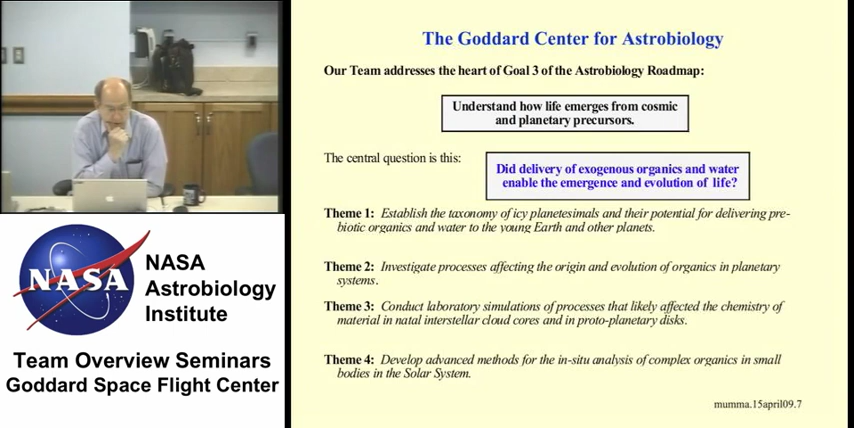 The Goddard Center for Astrobiology
Our Team addresses the heart of Goal 3 of the Astrobiology Roadmap:
Understand how life emerges from cosmic
and planetary precursors.
The central question is this:
Did delivery of exogenous organics and water
enable the emergence and evolution of life?
Theme 1: Establish the taxonomy of icy planetesimals and their potential for delivering pre-
biotic organics and water to the young Earth and other planets.
Theme 2: Investigate processes affecting the origin and evolution of organics in planetary
systems.
Theme 3: Conduct laboratory simulations of processes that likely affected the chemistry of
material in natal interstellar cloud cores and in proto-planetary disks.
Theme 4: Develop advanced methods for the in-situ analysis of complex organics in small
bodies in the Solar System.
mumma.15april09.7
NASA
NASA
Astrobiology
Institute
Team Overview Seminars
Goddard Space Flight Center